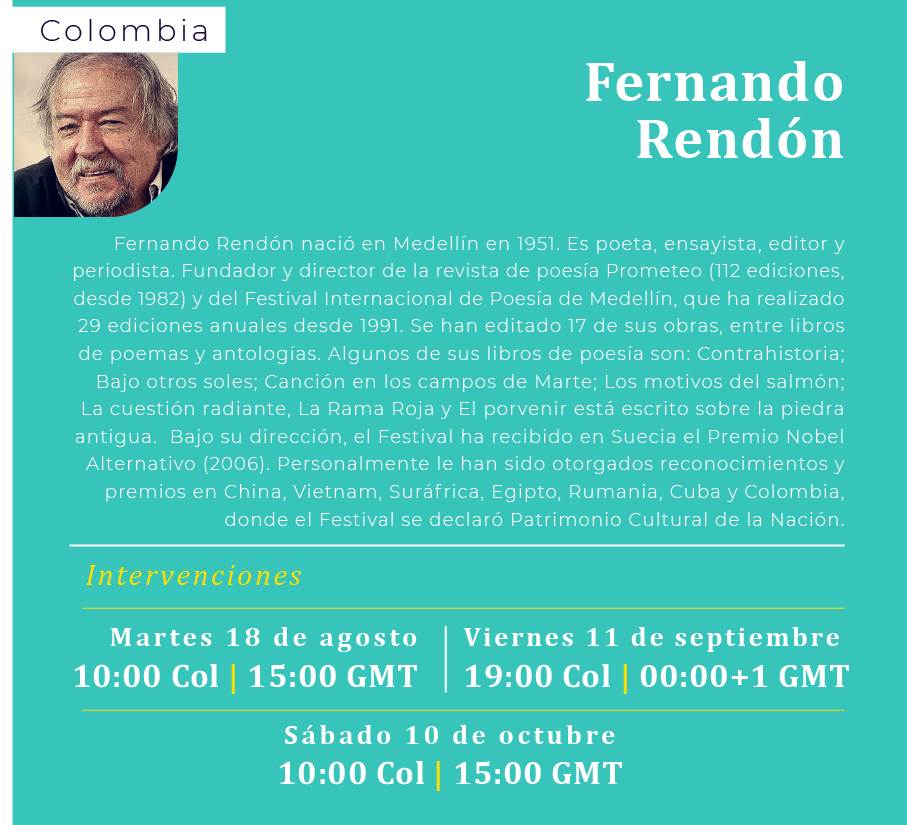 Colombia
Fernando
Rendón
Fernando Rendón nació en Medellín en 1951. Es poeta, ensayista, editor y
periodista. Fundador y director de la revista de poesía Prometeo (112 ediciones,
desde 1982) y del Festival Internacional de Poesía de Medellín, que ha realizado
29 ediciones anuales desde 1991. Se han editado 17 de sus obras, entre libros
de poemas y antologías. Algunos de sus libros de poesía son: Contrahistoria;
Bajo otros soles; Canción en los campos de Marte; Los motivos del salmón;
La cuestión radiante, La Rama Roja y El porvenir está escrito sobre la piedra
antigua.  Bajo su dirección, el Festival ha recibido en Suecia el Premio Nobel
Alternativo (2006). Personalmente le han sido otorgados reconocimientos y
premios en China, Vietnam, Suráfrica, Egipto, Rumania, Cuba y Colombia,
donde el Festival se declaró Patrimonio Cultural de la Nación.
Intervenciones
Martes 18 de agosto
10:00 Col | 15:00 GMT
Viernes 11 de septiembre
19:00 Col | 00:00+1 GMT
Sábado 10 de octubre
10:00 Col | 15:00 GMT